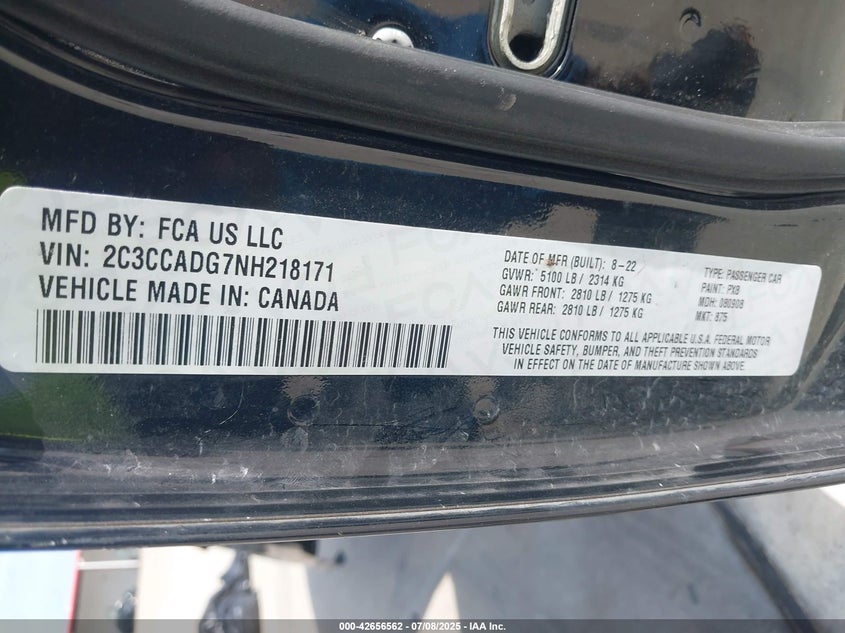 MFD BY: FCA US LLC
VIN: 2C3CCADG7NH218171
VEHICLE MADE IN: CANADA
DATE OF MFR (BUILT): 8-22
GVWR: 5100 LB / 2314 KG
GAWR FRONT: 2810 LB / 1275 KG
GAWR REAR: 2810 LB / 1275 KG
TYPE: PASSENGER CAR
PAINT: PX8
MDH: 080908
MKT: 875
THIS VEHICLE CONFORMS TO ALL APPLICABLE U.S.A. FEDERAL MOTOR
VEHICLE SAFETY, BUMPER, AND THEFT PREVENTION STANDARDS
IN EFFECT ON THE DATE OF MANUFACTURE SHOWN ABOVE.
000-42656562 | 07/08/2025 | © IAA Inc.